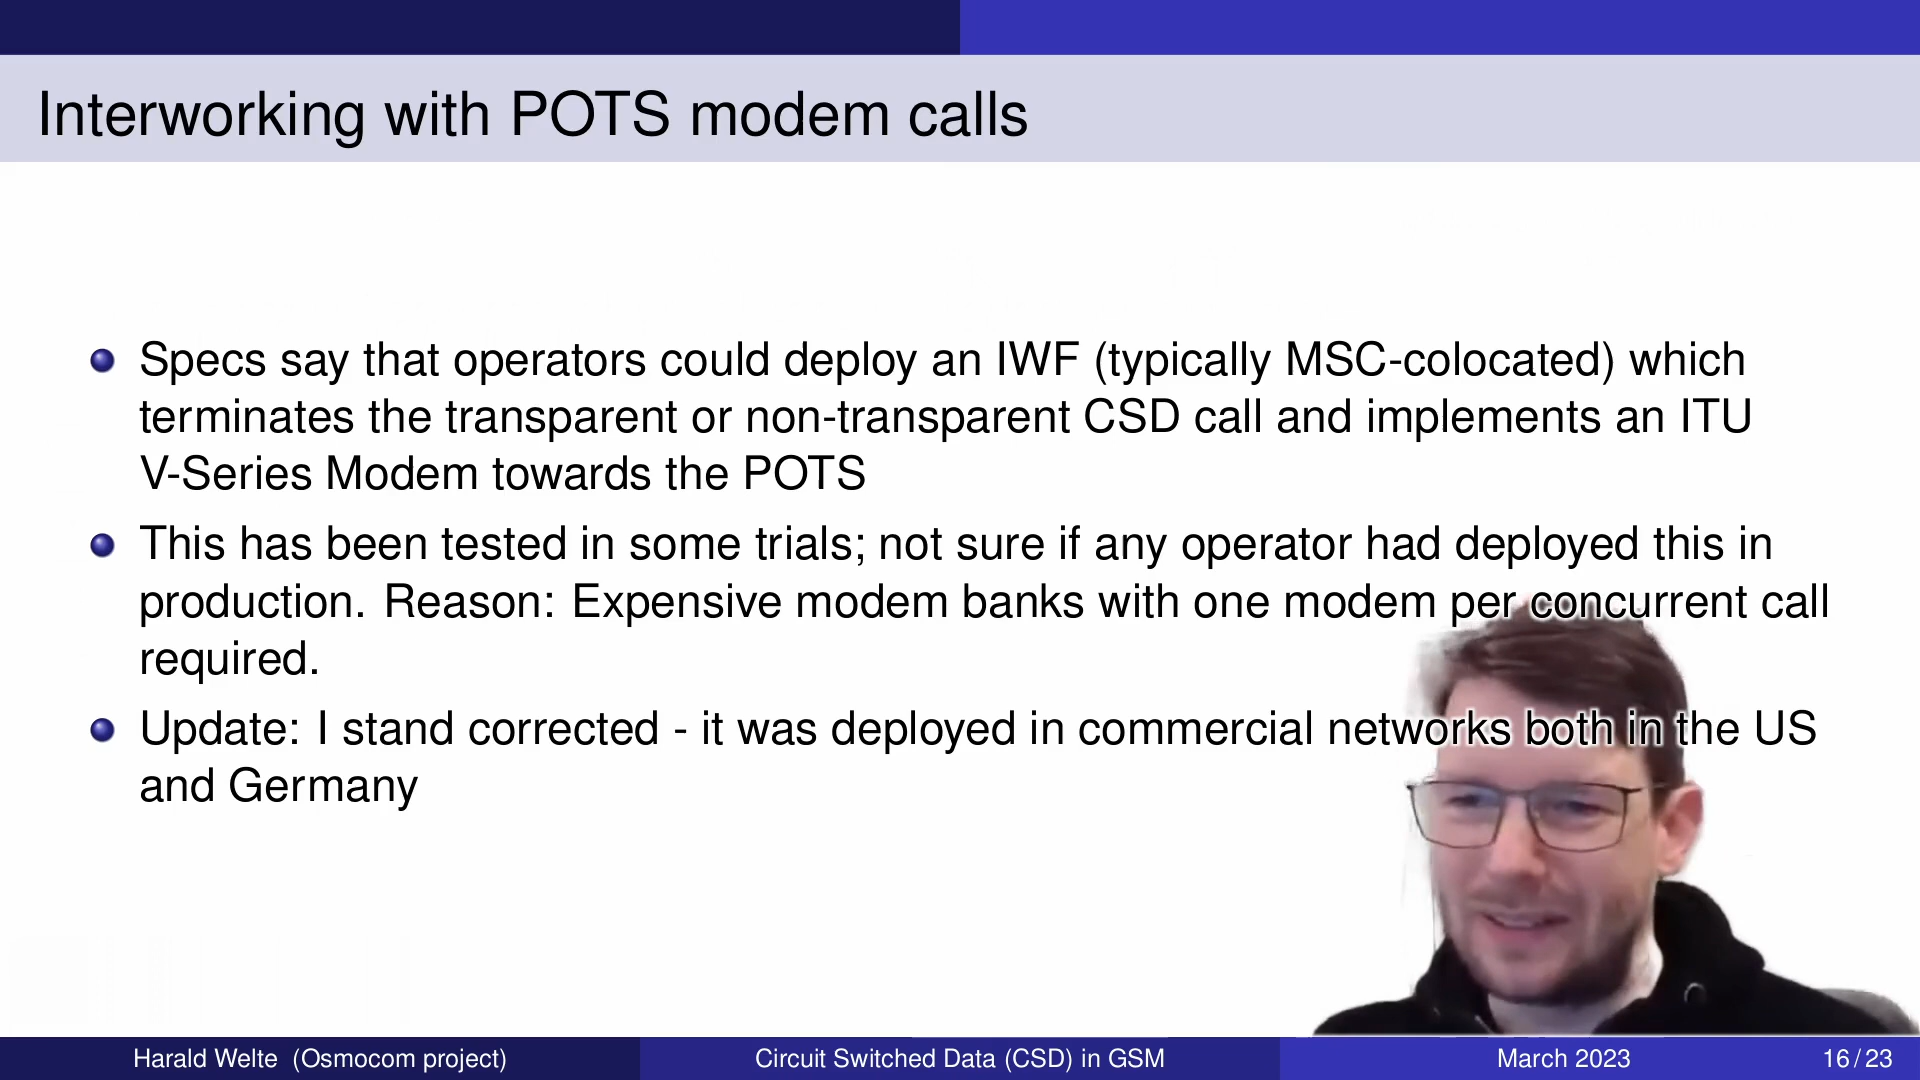 Interworking with POTS modem calls
Specs say that operators could deploy an IWF (typically MSC-colocated) which
terminates the transparent or non-transparent CSD call and implements an ITU
V-Series Modem towards the POTS
This has been tested in some trials; not sure if any operator had deployed this in
production. Reason: Expensive modem banks with one modem per concurrent call
required.
Update: I stand corrected - it was deployed in commercial networks both in the US
and Germany
Harald Welte (Osmocom project)
Circuit Switched Data (CSD) in GSM
March 2023
16/23